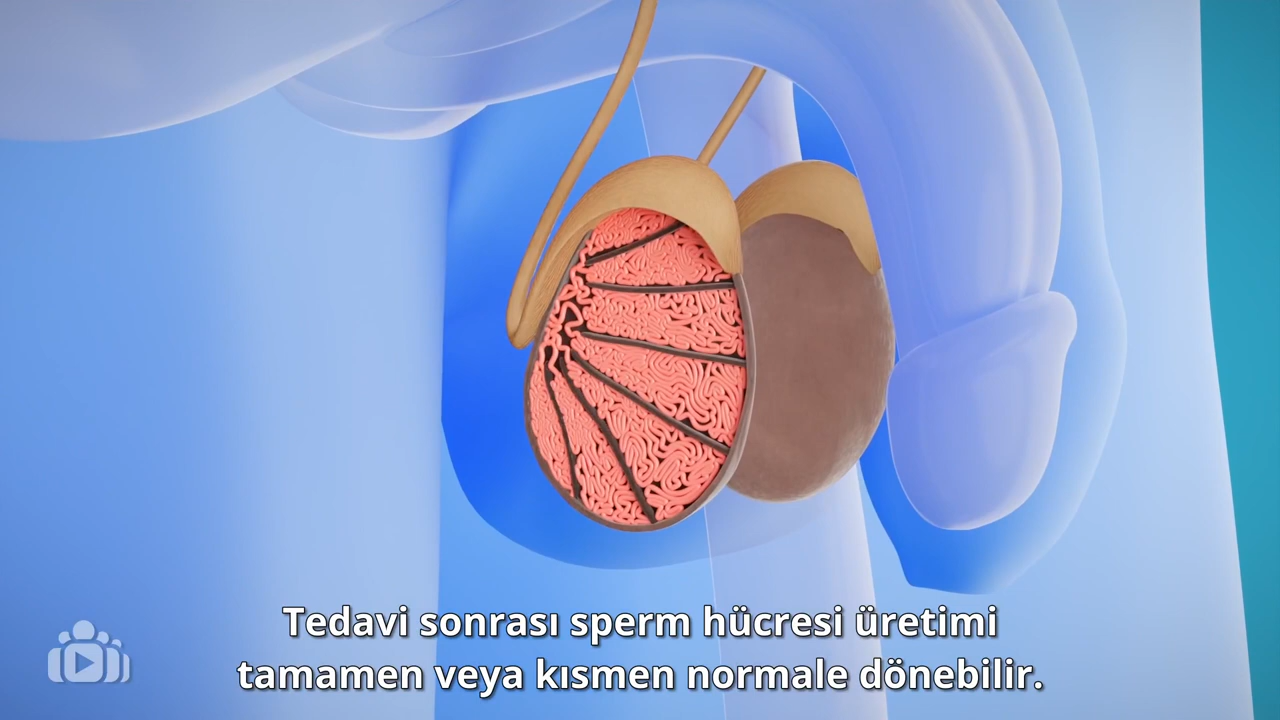 Tedavi sonrası sperm hücresi üretimi
tamamen veya kısmen normale dönebilir.